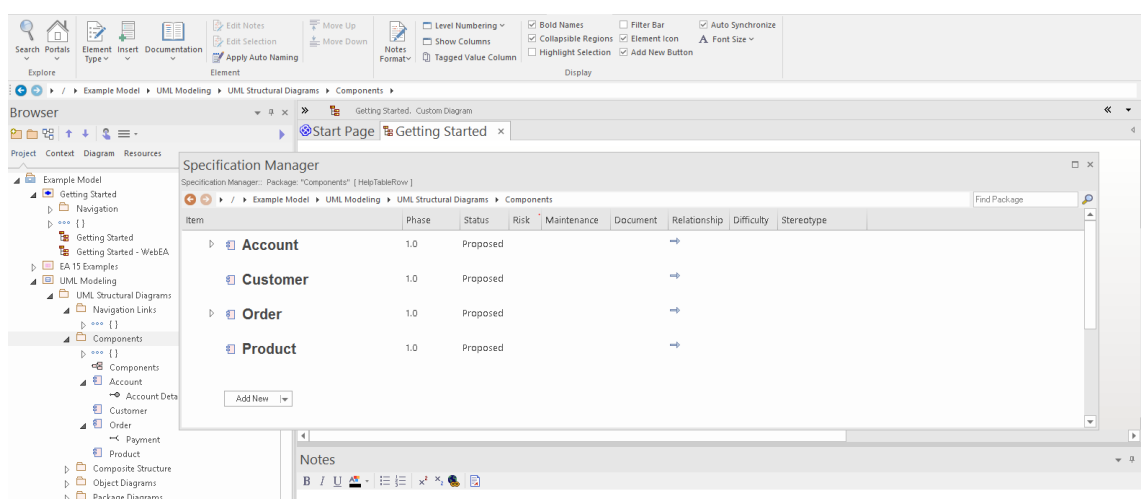 Edit Notes
Move Up
Level Numbering
Bold Names
Filter Bar
Auto Synchronize
Edit Selection
Move Down
Show Columns
Collapsible Regions
Element Icon
Font Size
Search
Portals
Element Type
Insert
Documentation
Apply Auto Naming
Notes Format
Tagged Value Column
Highlight Selection
Add New Button
Explore
Element
Display
/ Example Model UML Modeling UML Structural Diagrams Components
Browser
Getting Started. Custom Diagram
Start Page
Getting Started ×
Project Context Diagram Resources
Example Model
Getting Started
Navigation
{ }
Getting Started
Getting Started - WebEA
EA 15 Examples
UML Modeling
UML Structural Diagrams
Navigation Links
{ }
Components
{ }
Components
Account
Account Deta
Customer
Order
Payment
Product
Composite Structure
Object Diagrams
Package Diagrams
Specification Manager
Specification Manager:: Package: "Components" [ HelpTableRow ]
/ Example Model UML Modeling UML Structural Diagrams Components
Find Package
Item Phase Status Risk Maintenance Document Relationship Difficulty Stereotype
Account 1.0 Proposed
Customer 1.0 Proposed
Order 1.0 Proposed
Product 1.0 Proposed
Add New
Notes
B I U A x² x₂